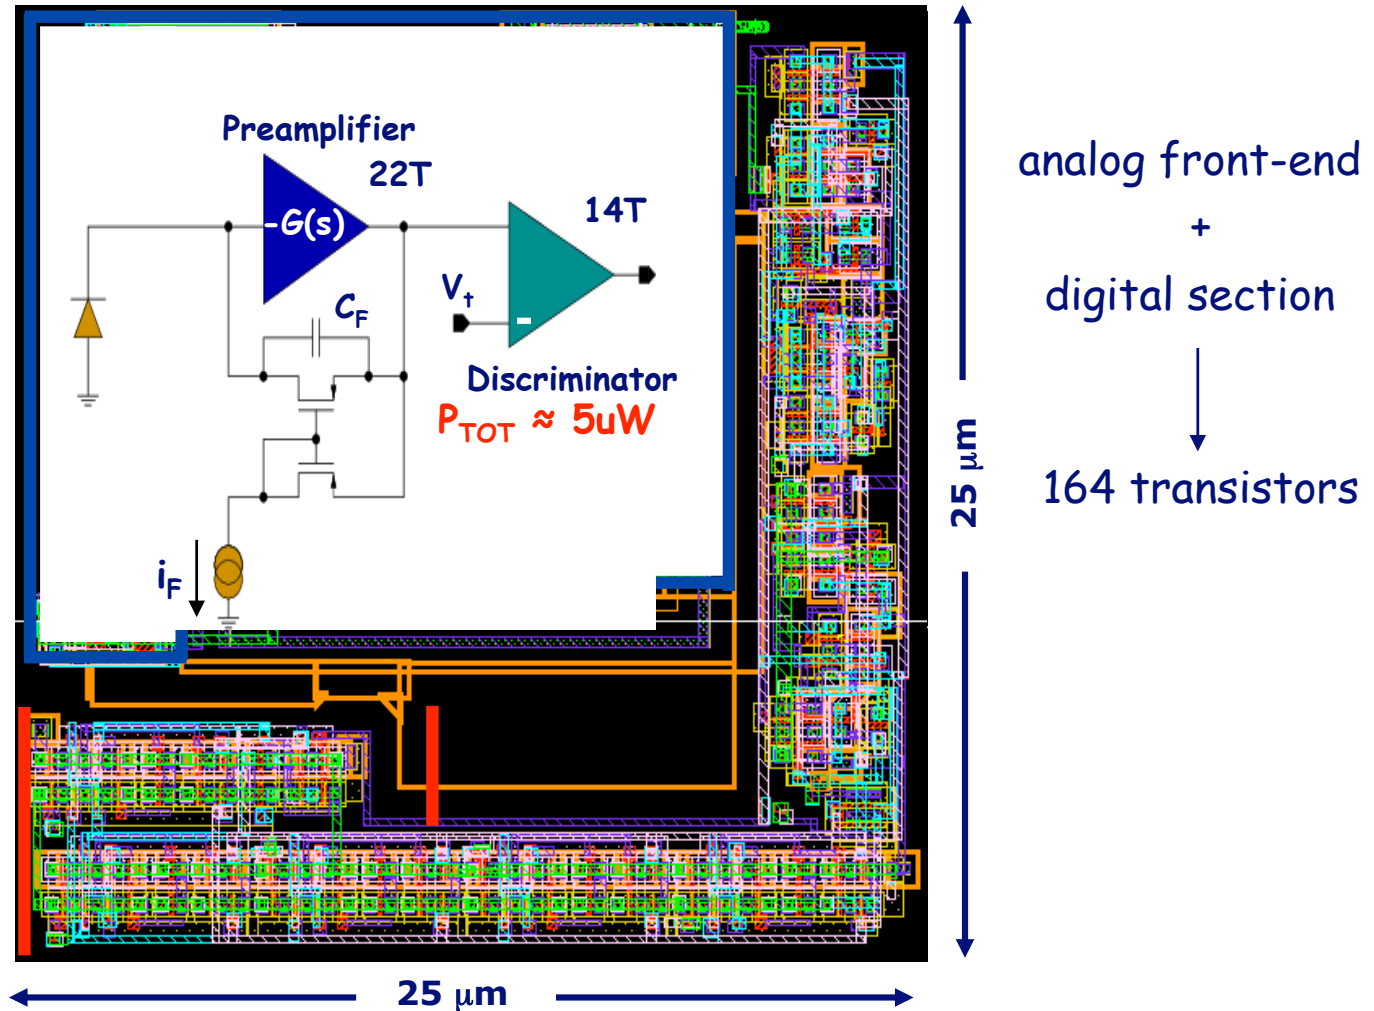 Preamplifier
22T
-G(s)
14T
Vt
CF
-
Discriminator
PTOT ≈ 5uW
iF
analog front-end
+
digital section
164 transistors
25 μm
25 μm